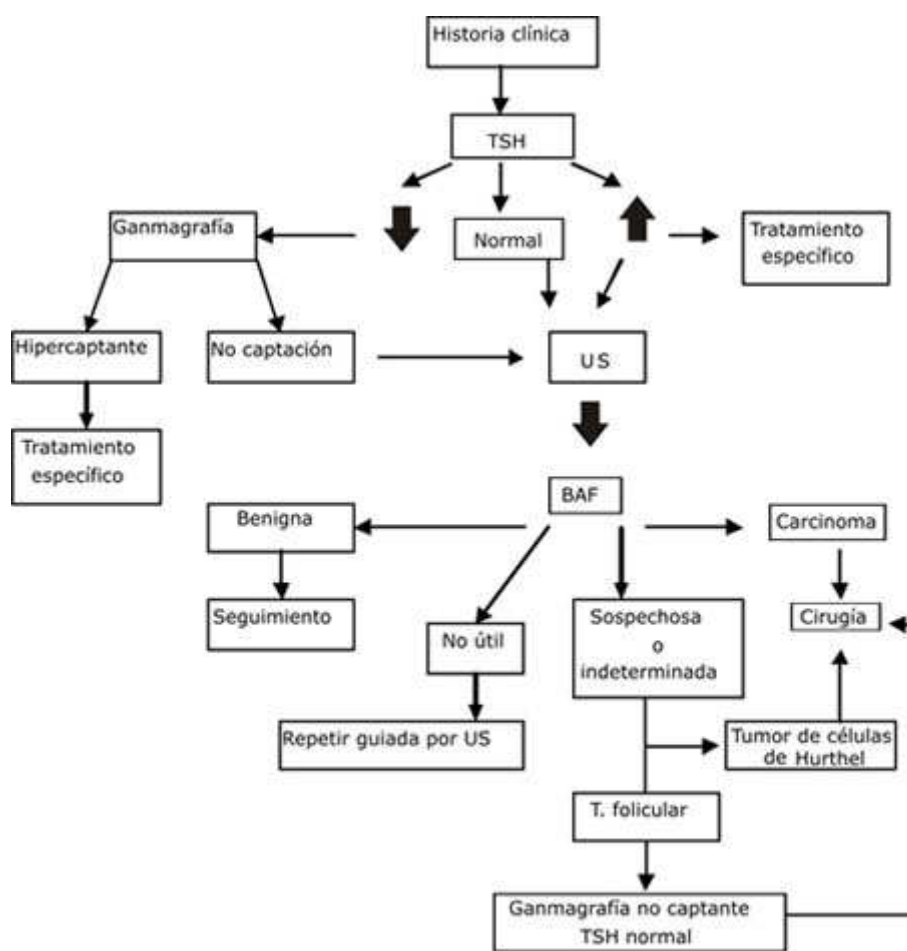 Historia clínica
TSH
Ganmagrafía
Normal
Tratamiento
específico
Hipercaptante
No captación
US
Tratamiento
específico
BAF
Benigna
Carcinoma
Seguimiento
No útil
Sospechosa
o
indeterminada
Cirugía
Repetir guiada por US
Tumor de células
de Hurthel
T. folicular
Ganmagrafía no captante
TSH normal